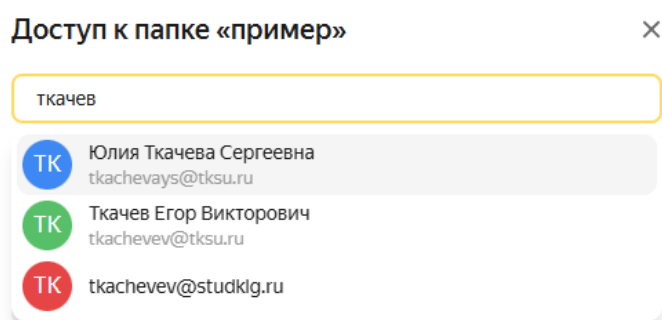 Доступ к папке «пример»
ткачев
ТК
Юлия Ткачева Сергеевна
tkachevays@tksu.ru
ТК
Ткачев Егор Викторович
tkachevev@tksu.ru
ТК
tkachevev@studklg.ru